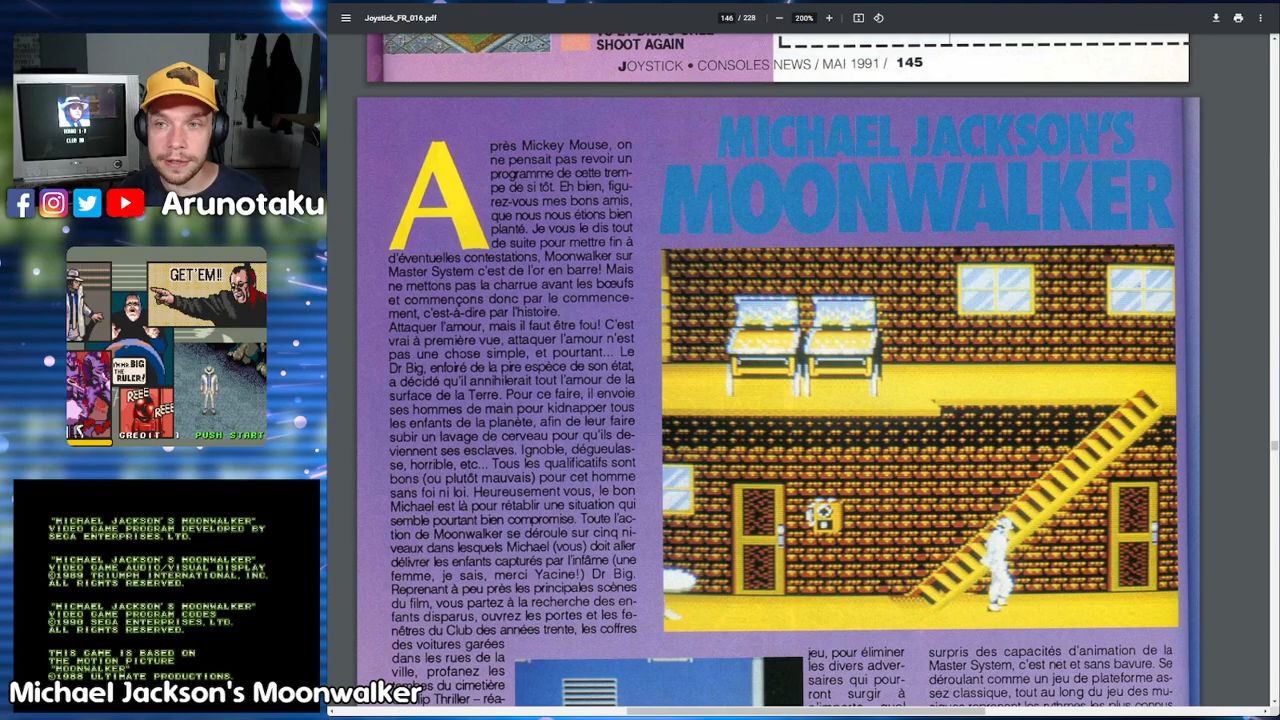 Joystick_FR_016.pdf
146 / 228
200%
SHOOT AGAIN
JOYSTICK • CONSOLES NEWS / MAI 1991 / 145
MICHAEL JACKSON'S
MOONWALKER
Après Mickey Mouse, on
ne pensait pas revoir un
programme de cette trem-
pe de si tôt. Eh bien, figu-
rez-vous mes bons amis,
que nous nous étions bien
planté. Je vous le dis tout
de suite pour mettre fin à
d'éventuelles contestations, Moonwalker sur
Master System c'est de l'or en barre! Mais
ne mettons pas la charrue avant les bœufs
et commençons donc par le commence-
ment, c'est-à-dire par l'histoire.
Attaquer l'amour, mais il faut être fou! C'est
vrai à première vue, attaquer l'amour n'est
pas une chose simple, et pourtant... Le
Dr Big, enfoiré de la pire espèce de son état,
a décidé qu'il annihilerait tout l'amour de la
surface de la Terre. Pour ce faire, il envoie
ses hommes de main pour kidnapper tous
les enfants de la planète, afin de leur faire
subir un lavage de cerveau pour qu'ils de-
viennent ses esclaves. Ignoble, dégueulas-
se, horrible, etc... Tous les qualificatifs sont
bons (ou plutôt mauvais) pour cet homme
sans foi ni loi. Heureusement vous, le bon
Michael est là pour rétablir une situation qui
semble pourtant bien compromise. Toute l'ac-
tion de Moonwalker se déroule sur cinq ni-
veaux dans lesquels Michael (vous) doit aller
délivrer les enfants capturés par l'infâme (une
femme, je sais, merci Yacine!) Dr Big.
Reprenant à peu près les principales scènes
du film, vous partez à la recherche des en-
fants disparus, ouvrez les portes et les fe-
nêtres du Club des années trente, les coffres
des voitures garées
dans les rues de la
ville, profanez les
du cimetière
Thriller – réa-
jeu, pour éliminer
les divers adver-
saires qui pour-
ront surgir à
surpris des capacités d'animation de la
Master System, c'est net et sans bavure. Se
déroulant comme un jeu de plateforme as-
sez classique, tout au long du jeu des mu-
ROUND 1-1
Arunotaku
GET'EM!!
I'M MR. BIG
THE
RULER!
REEE
REEE
CREDIT 1 PUSH START
"MICHAEL JACKSON'S MOONWALKER"
VIDEO GAME PROGRAM DEVELOPED BY
SEGA ENTERPRISES, LTD.
"MICHAEL JACKSON'S MOONWALKER"
VIDEO GAME AUDIO/VISUAL DISPLAY
©1989 TRIUMPH INTERNATIONAL, INC.
ALL RIGHTS RESERVED.
"MICHAEL JACKSON'S MOONWALKER"
VIDEO GAME PROGRAM CODES
©1990 SEGA ENTERPRISES, LTD.
ALL RIGHTS RESERVED.
THIS GAME IS BASED ON
THE MOTION PICTURE
"MOONWALKER"
©1988 ULTIMATE PRODUCTIONS.
Michael Jackson's Moonwalker